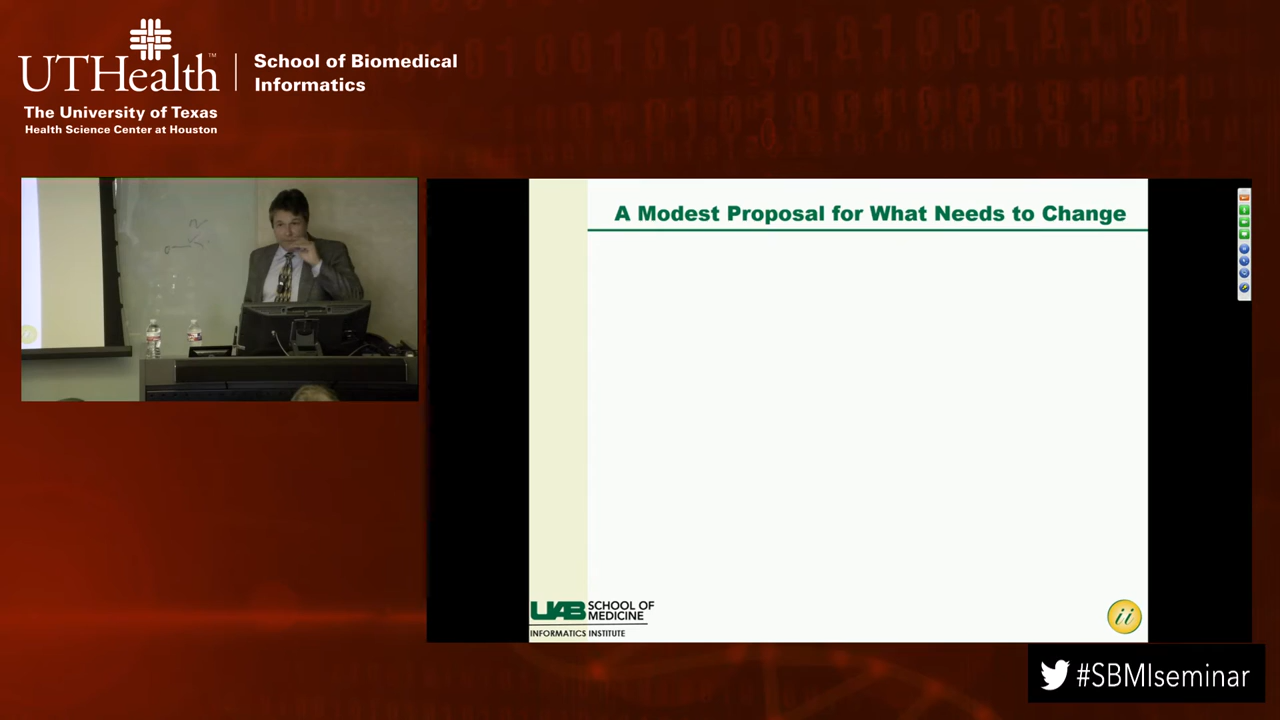 UTHealth™
The University of Texas
Health Science Center at Houston
School of Biomedical
Informatics
A Modest Proposal for What Needs to Change
UAB SCHOOL OF
MEDICINE
INFORMATICS INSTITUTE
ii
#SBMIseminar